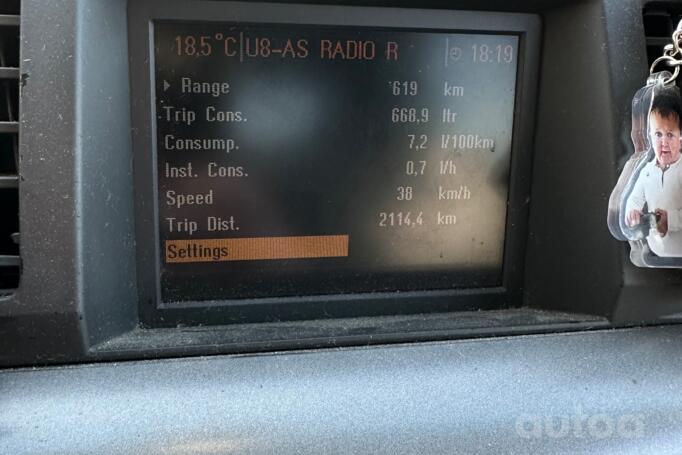 18,5°C U8-AS RADIO R 18:19
Range 619 km
Trip Cons. 668,9 ltr
Consump. 7,2 l/100km
Inst. Cons. 0,7 l/h
Speed 38 km/h
Trip Dist. 2114,4 km
Settings
autoa